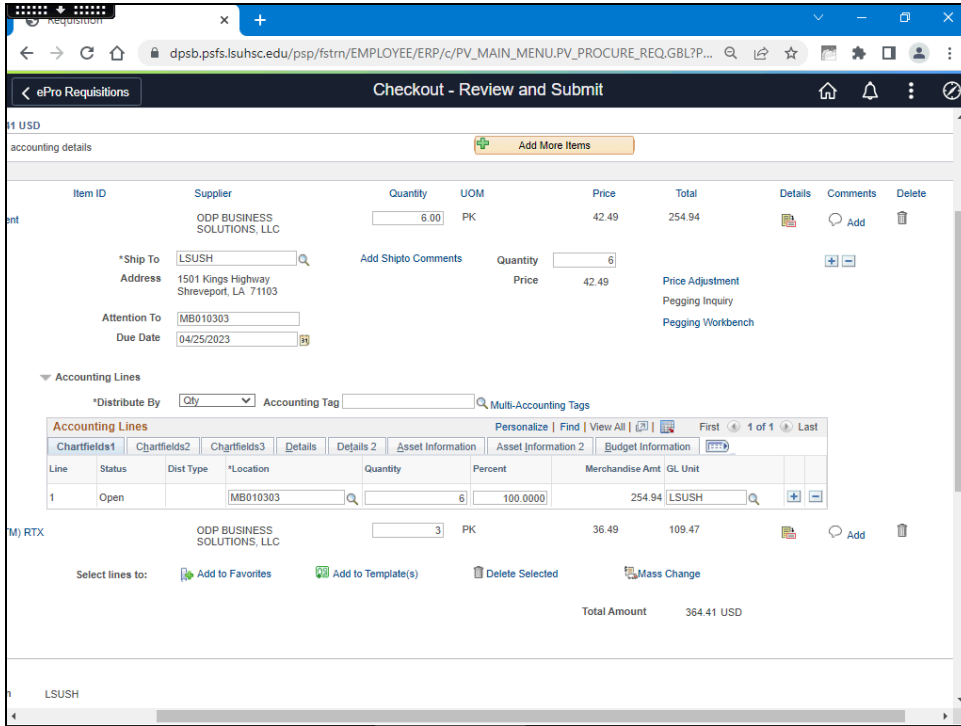 Requisition
dpsb.psfs.lsuhsc.edu/psp/fstrn/EMPLOYEE/ERP/c/PV_MAIN_MENU.PV_PROCURE_REQ.GBL?P...
ePro Requisitions Checkout - Review and Submit
41 USD
accounting details Add More Items
Item ID Supplier Quantity UOM Price Total Details Comments Delete
ent ODP BUSINESS SOLUTIONS, LLC 6.00 PK 42.49 254.94 Add
*Ship To LSUSH Add Shipto Comments Quantity 6
Address 1501 Kings Highway Price 42.49 Price Adjustment
Shreveport, LA 71103
Pegging Inquiry
Attention To MB010303 Pegging Workbench
Due Date 04/25/2023
Accounting Lines
*Distribute By Qty Accounting Tag Multi-Accounting Tags
Accounting Lines Personalize | Find | View All | First 1 of 1 Last
Chartfields1 Chartfields2 Chartfields3 Details Details 2 Asset Information Asset Information 2 Budget Information
Line Status Dist Type *Location Quantity Percent Merchandise Amt GL Unit
1 Open MB010303 6 100.0000 254.94 LSUSH
TM) RTX ODP BUSINESS SOLUTIONS, LLC 3 PK 36.49 109.47 Add
Select lines to: Add to Favorites Add to Template(s) Delete Selected Mass Change
Total Amount 364.41 USD
LSUSH